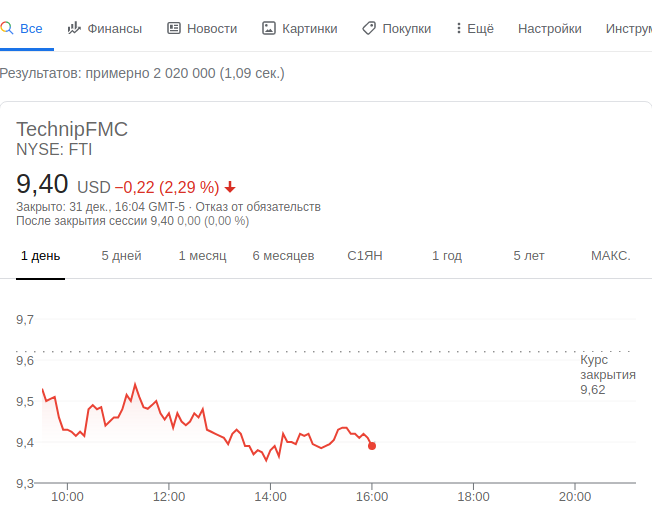 Все Финансы Новости Картинки Покупки Ещё Настройки Инструм
Результатов: примерно 2 020 000 (1,09 сек.)
TechnipFMC
NYSE: FTI
9,40 USD −0,22 (2,29 %)
Закрыто: 31 дек., 16:04 GMT-5 · Отказ от обязательств
После закрытия сессии 9,40 0,00 (0,00 %)
1 день 5 дней 1 месяц 6 месяцев С1ЯН 1 год 5 лет МАКС.
9,7
9,6
9,5
9,4
9,3
Курс
закрытия
9,62
10:00 12:00 14:00 16:00 18:00 20:00